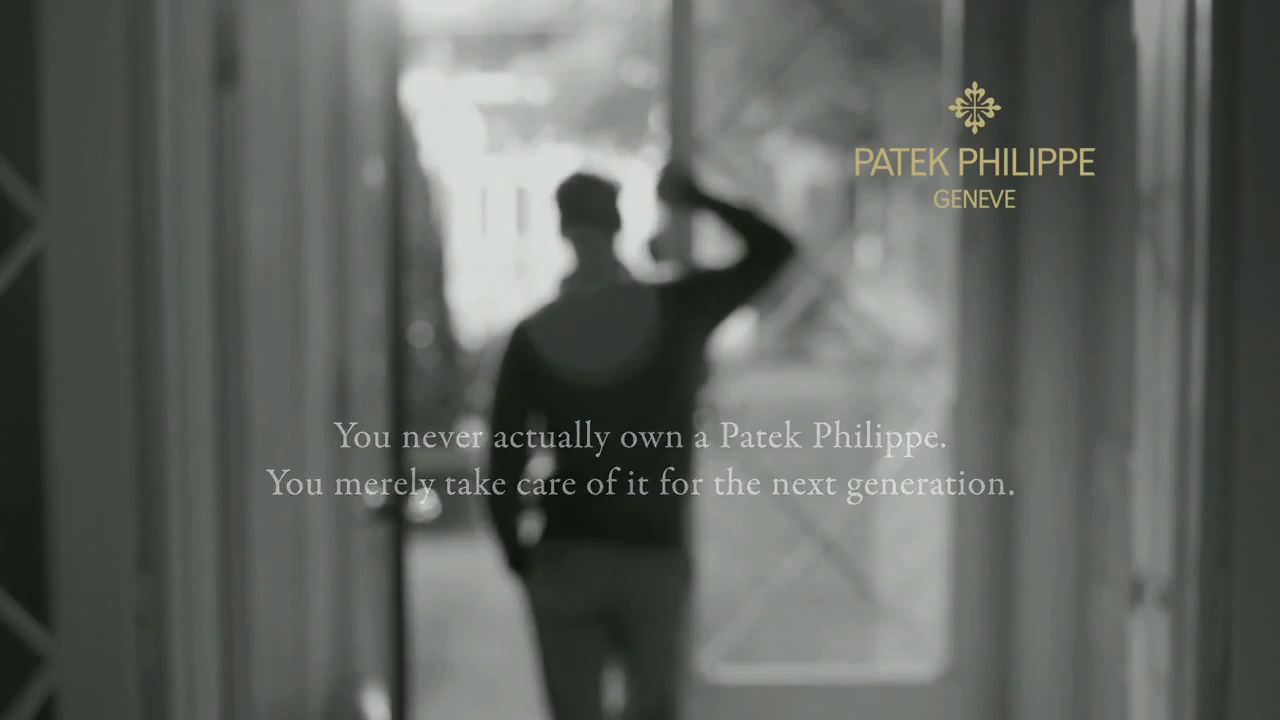 PATEK PHILIPPE
GENEVE
You never actually own a Patek Philippe.
You merely take care of it for the next generation.